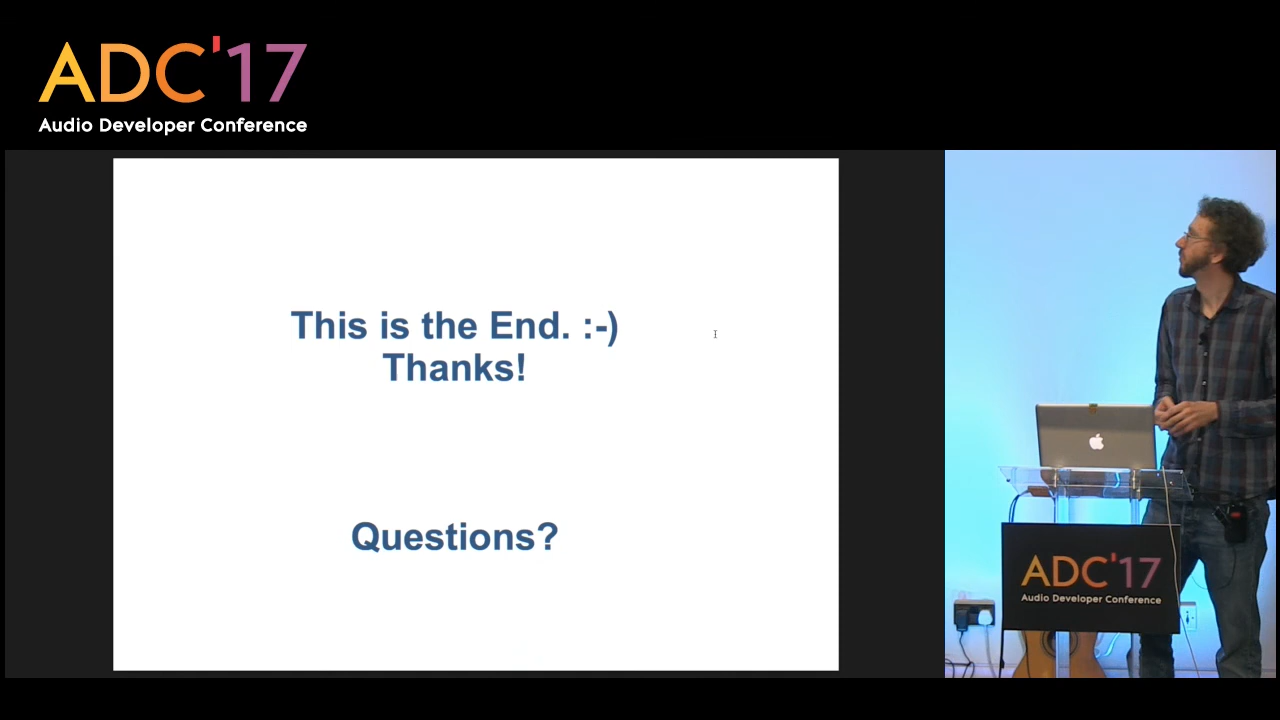 ADC'17
Audio Developer Conference
This is the End. :-)
Thanks!
Questions?
ADC'17
Audio Developer Conference